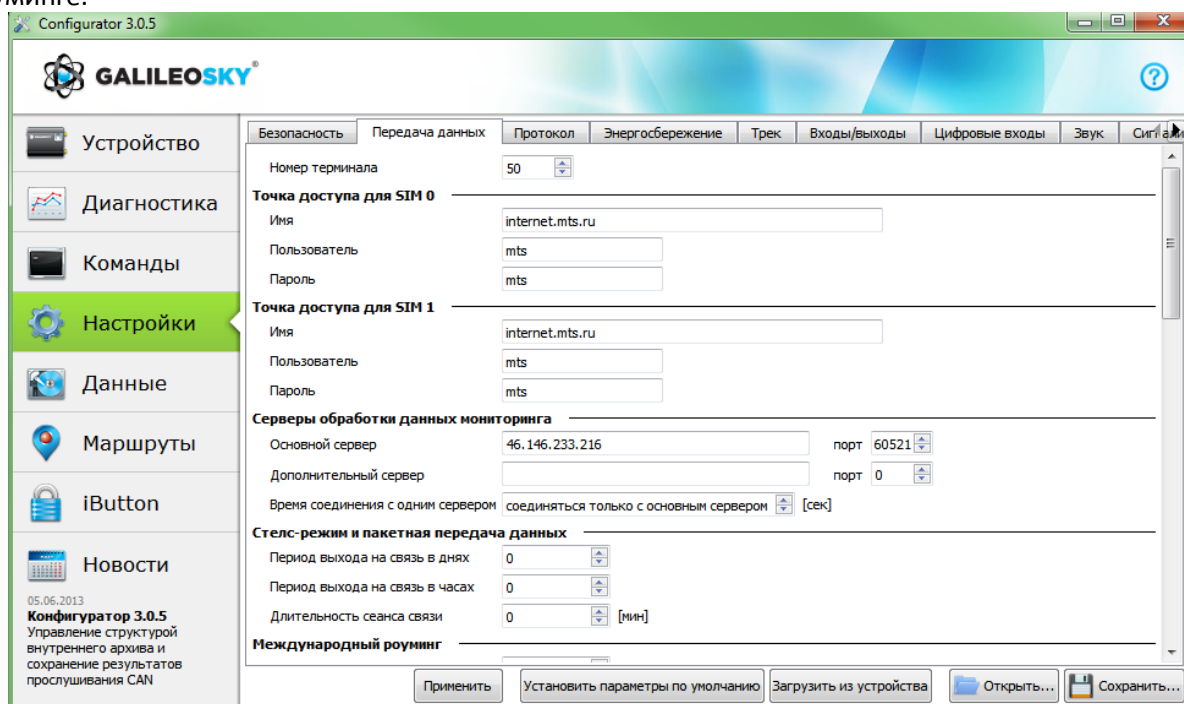 Configurator 3.0.5
GALILEOSKY®
?
Устройство
Диагностика
Команды
Настройки
Данные
Маршруты
iButton
Новости
05.06.2013
Конфигуратор 3.0.5
Управление структурой
внутреннего архива и
сохранение результатов
прослушивания CAN
Безопасность Передача данных Протокол Энергосбережение Трек Входы/выходы Цифровые входы Звук
Номер терминала 50
Точка доступа для SIM 0
Имя internet.mts.ru
Пользователь mts
Пароль mts
Точка доступа для SIM 1
Имя internet.mts.ru
Пользователь mts
Пароль mts
Серверы обработки данных мониторинга
Основной сервер 46.146.233.216 порт 60521
Дополнительный сервер порт 0
Время соединения с одним сервером соединяться только с основным сервером [сек]
Стелс-режим и пакетная передача данных
Период выхода на связь в днях 0
Период выхода на связь в часах 0
Длительность сеанса связи 0 [мин]
Международный роуминг
Применить Установить параметры по умолчанию Загрузить из устройства Открыть... Сохранить...